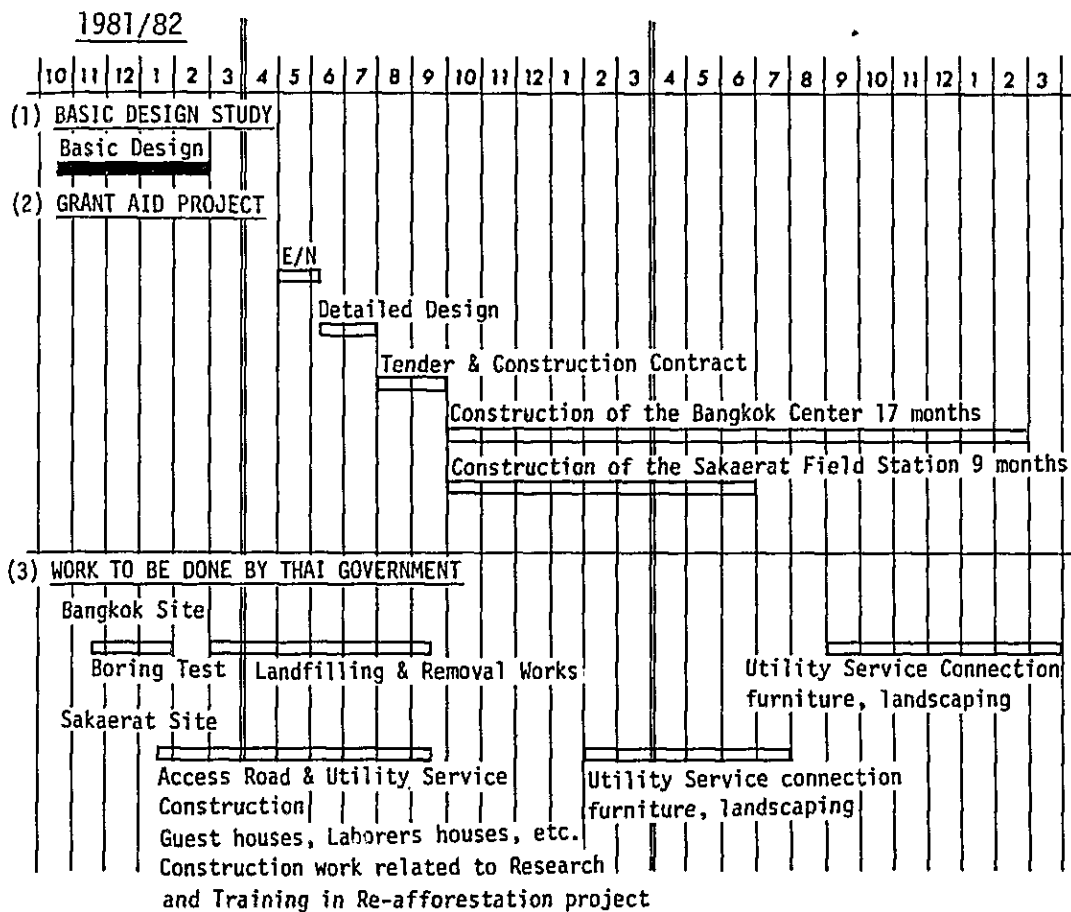 1981/82
10 11 12 1 2 3 4 5 6 7 8 9 10 11 12 1 2 3 4 5 6 7 8 9 10 11 12 1 2 3
(1) BASIC DESIGN STUDY
Basic Design
(2) GRANT AID PROJECT
E/N
Detailed Design
Tender & Construction Contract
Construction of the Bangkok Center 17 months
Construction of the Sakaerat Field Station 9 months
(3) WORK TO BE DONE BY THAI GOVERNMENT
Bangkok Site
Boring Test Landfilling & Removal Works Utility Service Connection
furniture, landscaping
Sakaerat Site
Access Road & Utility Service Utility Service connection
Construction furniture, landscaping
Guest houses, Laborers houses, etc.
Construction work related to Research
and Training in Re-afforestation project